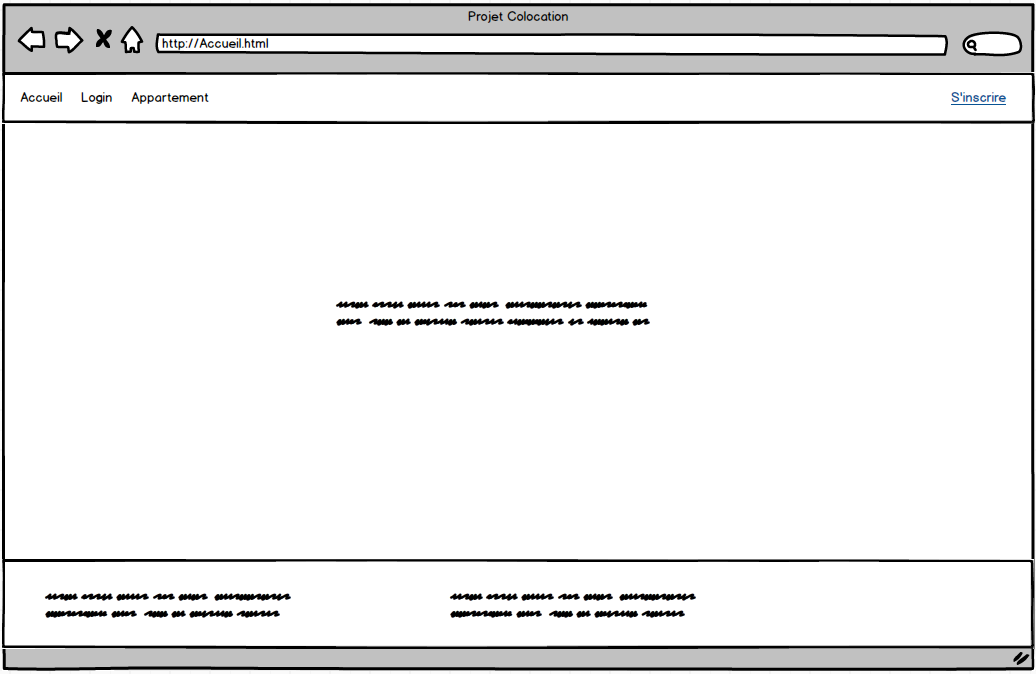 Projet Colocation
http://Accueil.html
Accueil Login Appartement S'inscrire